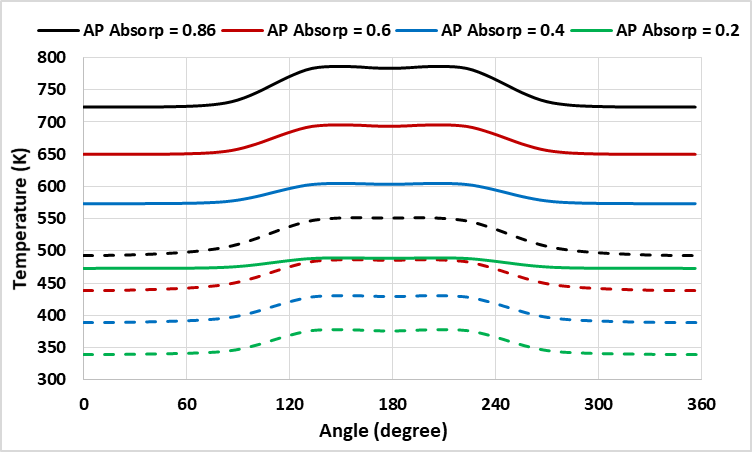 AP Absorp = 0.86 AP Absorp = 0.6 AP Absorp = 0.4 AP Absorp = 0.2
800
750
700
650
600
550
500
450
400
350
300
Temperature (K)
0 60 120 180 240 300 360
Angle (degree)